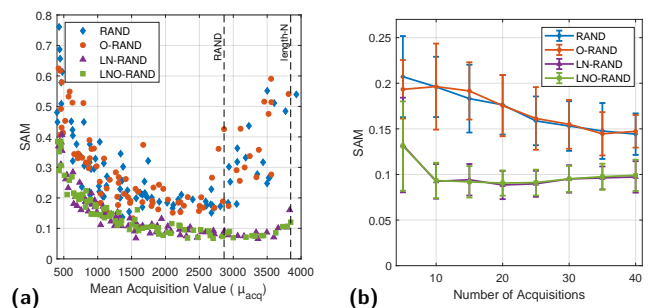 0.8
0.7
0.6
0.5
0.4
0.3
0.2
0.1
0
SAM
RAND
O-RAND
LN-RAND
LNO-RAND
RAND
length-N
500 1000 1500 2000 2500 3000 3500 4000
Mean Acquisition Value ( μacq)
(a)
0.25
0.2
0.15
0.1
0.05
0
SAM
RAND
O-RAND
LN-RAND
LNO-RAND
10 20 30 40
Number of Acquisitions
(b)